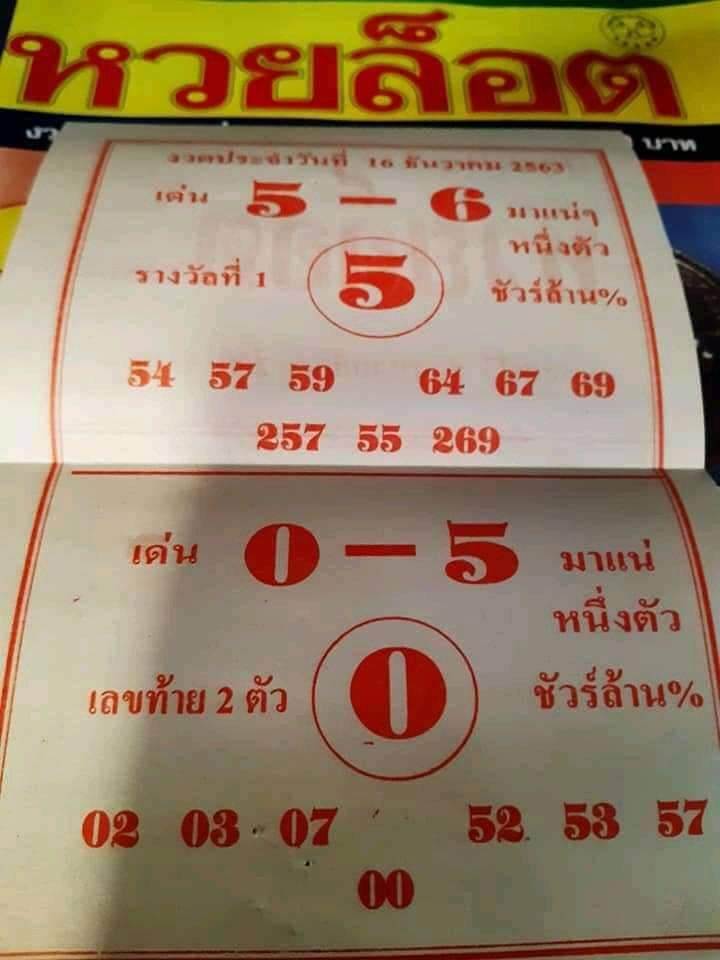 หวยล็อต
บาท
งวดประจำวันที่ 16 ธันวาคม 2563
เด่น 5 – 6 มาแน่ๆ
หนึ่งตัว
รางวัลที่ 1 5 ชัวร์ล้าน%
54 57 59 64 67 69
257 55 269
เด่น 0 – 5 มาแน่
หนึ่งตัว
เลขท้าย 2 ตัว 0 ชัวร์ล้าน%
02 03 07 52 53 57
00